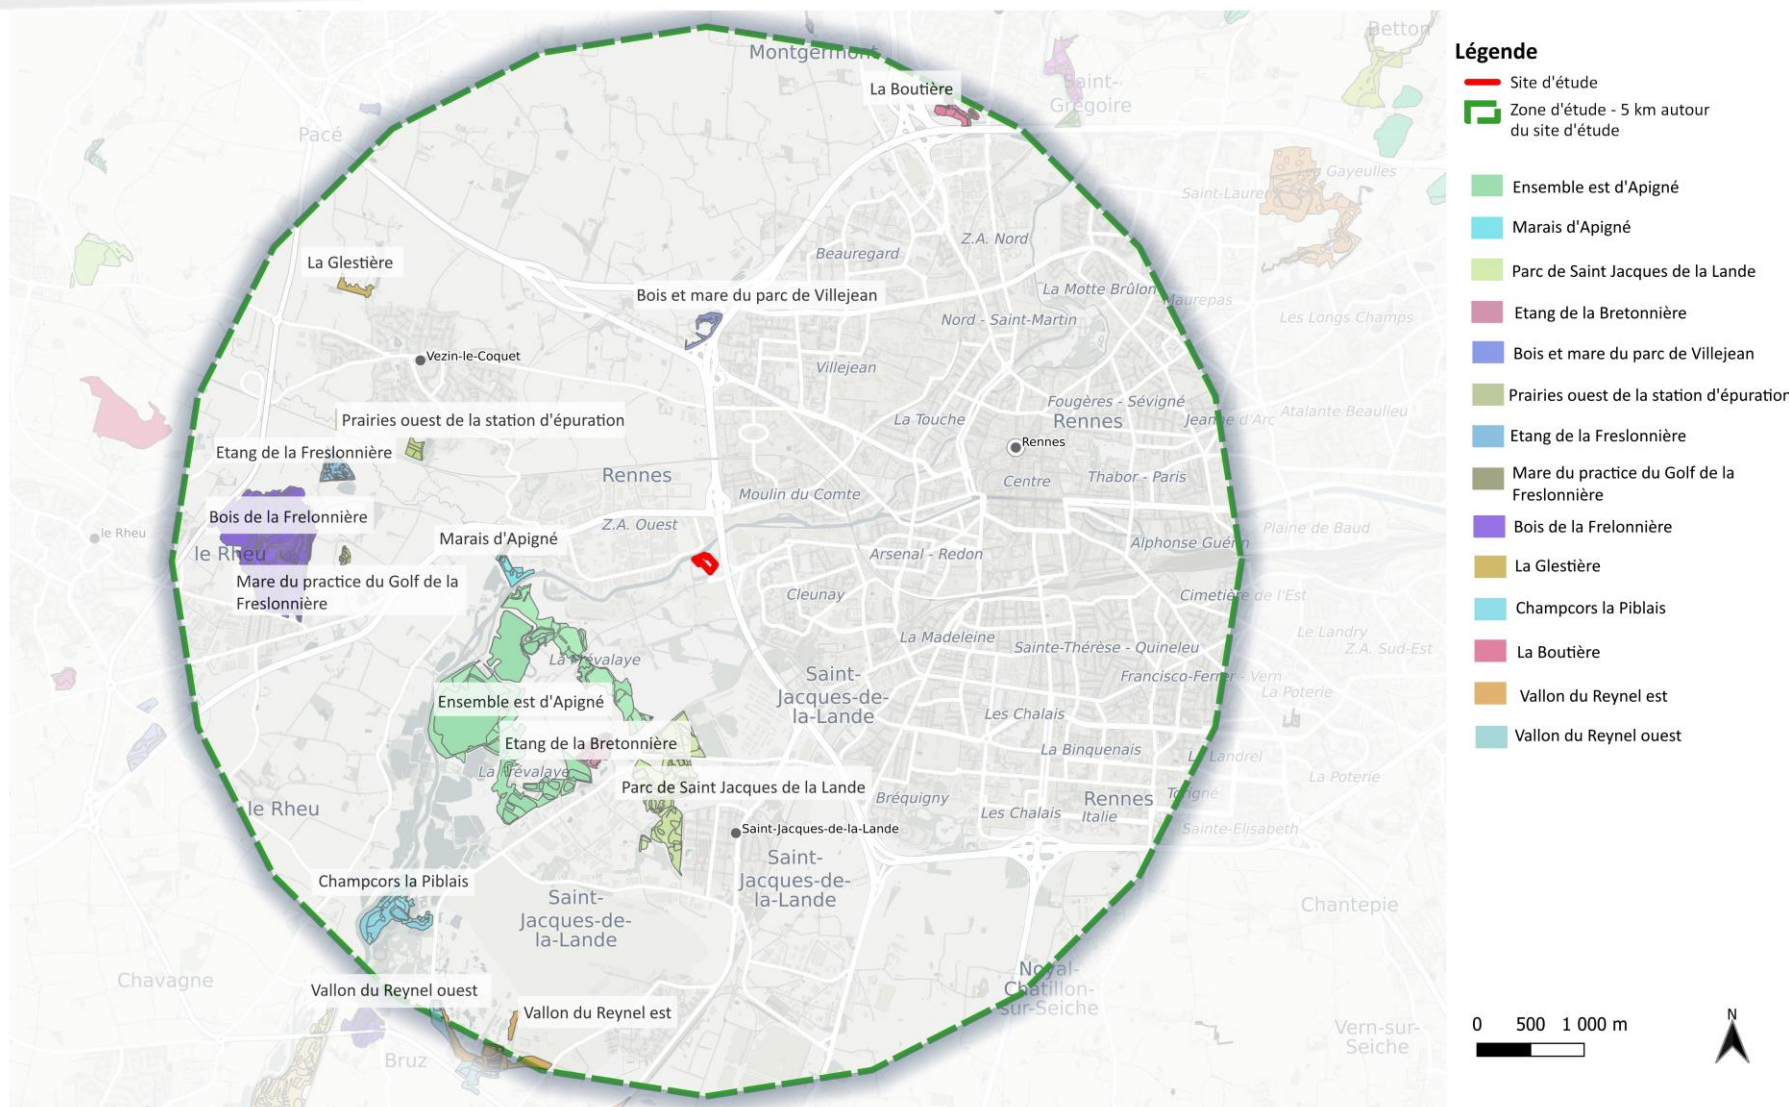 Montgermont
Betton
La Boutière
Saint-
Grégoire
Pacé
Gayeulles
Saint-Lauren
Z.A. Nord
Beauregard
La Glestière
La Motte Brûlon
Bois et mare du parc de Villejean
Maurepas
Nord - Saint-Martin
Les Longs Champs
Vezin-le-Coquet
Villejean
Fougères - Sévigné
Prairies ouest de la station d'épuration
La Touche
Rennes
Jeanne d'Arc
Atalante Beaulieu
Etang de la Freslonnière
Rennes
Rennes
Centre
Thabor - Paris
Moulin du Comte
Bois de la Frelonnière
Z.A. Ouest
Plaine de Baud
le Rheu
Marais d'Apigné
Alphonse Guérin
le Rheu
Arsenal - Redon
Mare du practice du Golf de la
Freslonnière
Cleunay
Cimetière de l'Est
La Madeleine
Le Landry
Sainte-Thérèse - Quineleu
Z.A. Sud-Est
La Prévalaye
Saint-
Jacques-de-
la-Lande
Francisco-Ferrer - Vern
La Poterie
Ensemble est d'Apigné
Les Chalais
Etang de la Bretonnière
La Binquenais
Le Landrel
La Prévalaye
La Poterie
Parc de Saint Jacques de la Lande
Bréquigny
Rennes
Torigné
le Rheu
Les Chalais
Italie
Saint-Jacques-de-la-Lande
Sainte-Elisabeth
Saint-
Jacques-de-
la-Lande
Champcors la Piblais
Saint-
Jacques-de-
la-Lande
Chantepie
Chavagne
Noyal-
Châtillon-
sur-Seiche
Vallon du Reynel ouest
Vallon du Reynel est
Vern-sur-
Seiche
Bruz
Légende
Site d'étude
Zone d'étude - 5 km autour
du site d'étude
Ensemble est d'Apigné
Marais d'Apigné
Parc de Saint Jacques de la Lande
Etang de la Bretonnière
Bois et mare du parc de Villejean
Prairies ouest de la station d'épuration
Etang de la Freslonnière
Mare du practice du Golf de la
Freslonnière
Bois de la Frelonnière
La Glestière
Champcors la Piblais
La Boutière
Vallon du Reynel est
Vallon du Reynel ouest
0 500 1 000 m
N